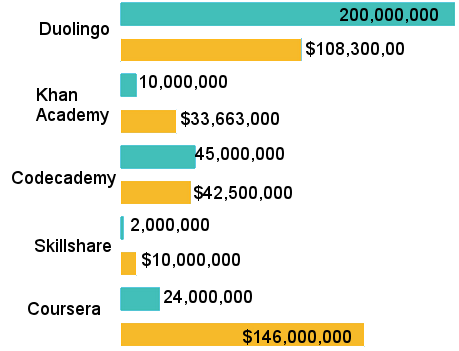 200,000,000
Duolingo
$108,300,00
10,000,000
Khan
Academy
$33,663,000
45,000,000
Codecademy
$42,500,000
2,000,000
Skillshare
$10,000,000
24,000,000
Coursera
$146,000,000